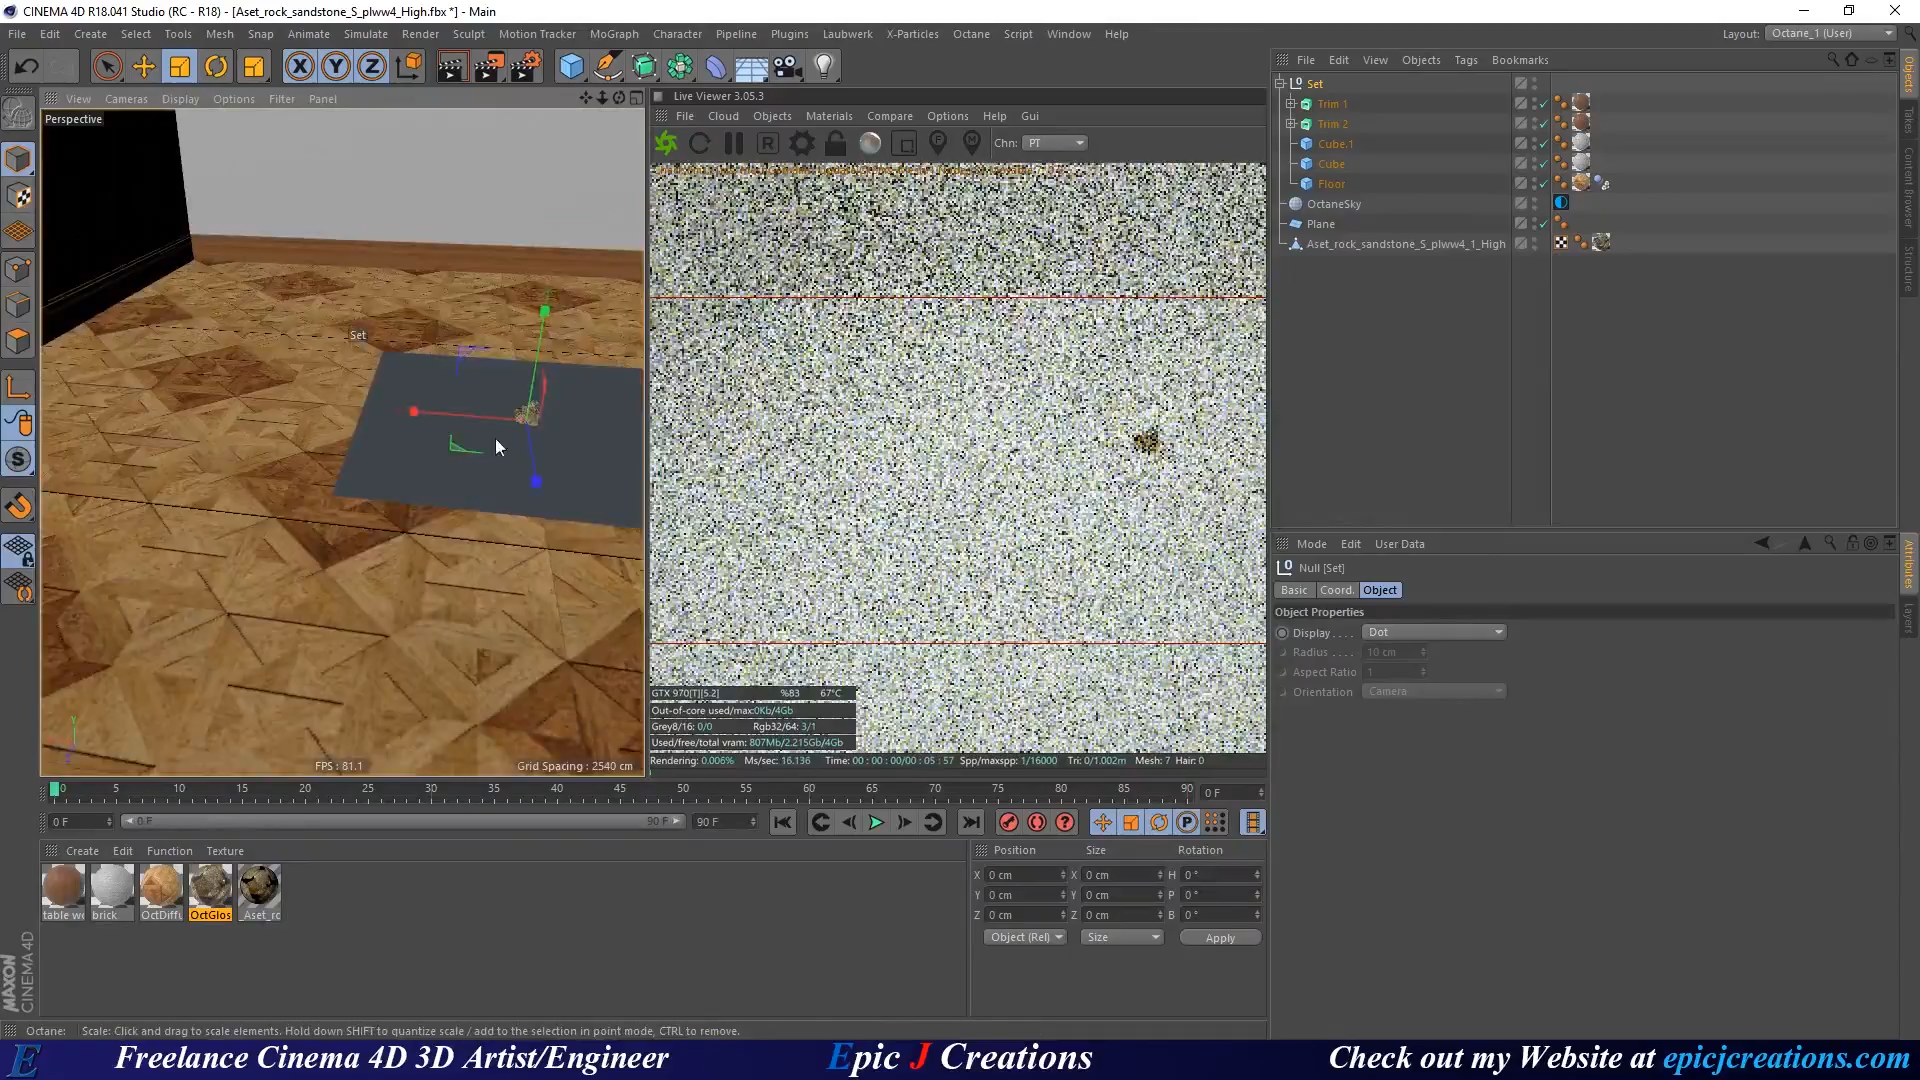 CINEMA 4D R18.041 Studio (RC - R18) - [Aset_rock_sandstone_S_plww4_High.fbx *] - Main
File Edit Create Select Tools Mesh Snap Animate Simulate Render Sculpt Motion Tracker MoGraph Character Pipeline Plugins Laubwerk X-Particles Octane Script Window Help Layout: Octane_1 (User)
View Cameras Display Options Filter Panel
Perspective
Set
FPS : 81.1 Grid Spacing : 2540 cm
Live Viewer 3.05.3
File Cloud Objects Materials Compare Options Help Gui
Chn: PT
GTX 970[T][5.2] %83 67°C
Out-of-core used/max:0Kb/4Gb
Grey8/16: 0/0 Rgb32/64: 3/1
Used/free/total vram: 807Mb/2.215Gb/4Gb
Rendering: 0.006% Ms/sec: 16.136 Time: 00 : 00 : 00/00 : 05 : 57 Spp/maxspp: 1/16000 Tri: 0/1.002m Mesh: 7 Hair: 0
File Edit View Objects Tags Bookmarks
Set
Trim 1
Trim 2
Cube.1
Cube
Floor
OctaneSky
Plane
Aset_rock_sandstone_S_plww4_1_High
Objects
Takes
Content Browser
Structure
Mode Edit User Data
Null [Set]
Basic Coord. Object
Object Properties
Display . . . . Dot
Radius . . . . 10 cm
Aspect Ratio 1
Orientation Camera
Attributes
Layers
0 5 10 15 20 25 30 35 40 45 50 55 60 65 70 75 80 85 90 0 F
0 F 0 F 90 F 90 F
Create Edit Function Texture
table wo brick OctDiffu OctGlos _Aset_rc
Position Size Rotation
X 0 cm X 0 cm H 0 °
Y 0 cm Y 0 cm P 0 °
Z 0 cm Z 0 cm B 0 °
Object (Rel) Size Apply
MAXON
CINEMA 4D
Octane: Scale: Click and drag to scale elements. Hold down SHIFT to quantize scale / add to the selection in point mode, CTRL to remove.
E Freelance Cinema 4D 3D Artist/Engineer Epic J Creations Check out my Website at epicjcreations.com